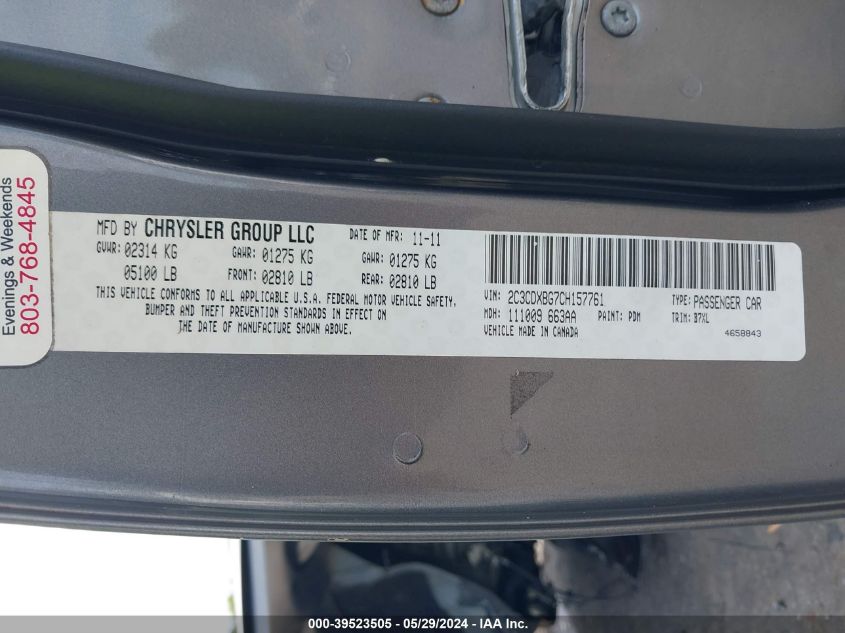 Evenings & Weekends
803-768-4845
MFD BY CHRYSLER GROUP LLC
DATE OF MFR: 11-11
GVWR: 02314 KG
GAWR: 01275 KG
GAWR: 01275 KG
05100 LB
FRONT: 02810 LB
REAR: 02810 LB
THIS VEHICLE CONFORMS TO ALL APPLICABLE U.S.A. FEDERAL MOTOR VEHICLE SAFETY,
BUMPER AND THEFT PREVENTION STANDARDS IN EFFECT ON
THE DATE OF MANUFACTURE SHOWN ABOVE.
VIN: 2C3CDXBG7CH157761
TYPE: PASSENGER CAR
MDH: 111009 663AA
PAINT: PDM
TRIM: B7XL
VEHICLE MADE IN CANADA
4658843
000-39523505 - 05/29/2024 - IAA Inc.